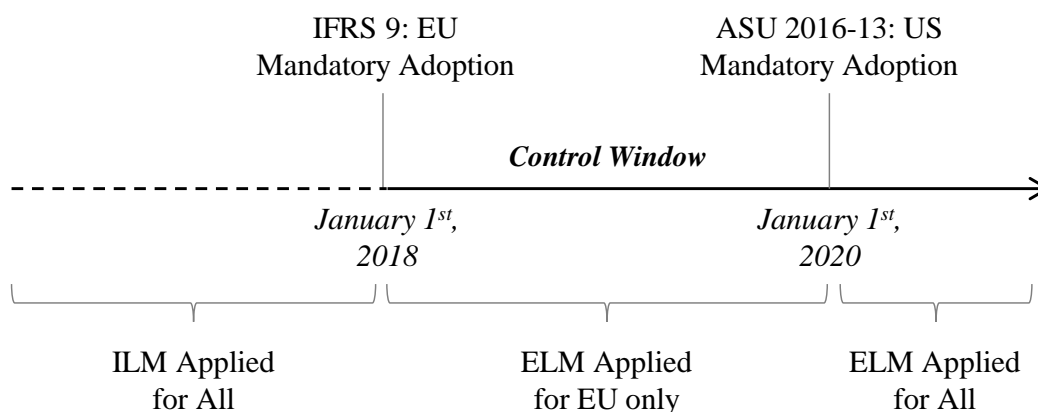 IFRS 9: EU
Mandatory Adoption
ASU 2016-13: US
Mandatory Adoption
Control Window
January 1st,
2018
January 1st,
2020
ILM Applied
for All
ELM Applied
for EU only
ELM Applied
for All